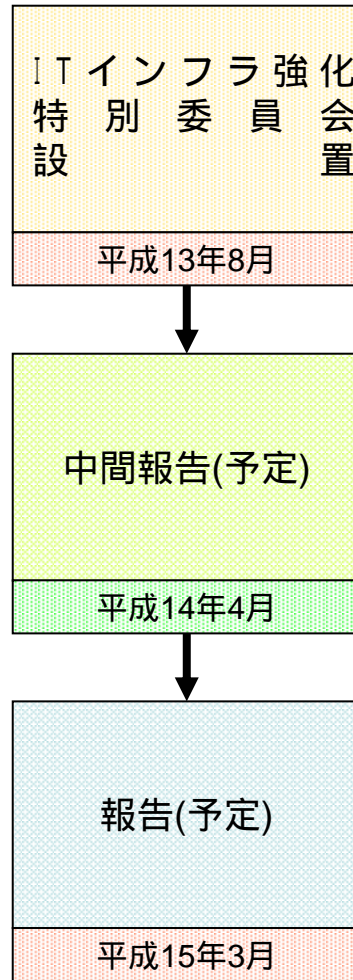 ITインフラ強化
特別委員会
設置
平成13年8月
中間報告(予定)
平成14年4月
報告(予定)
平成15年3月